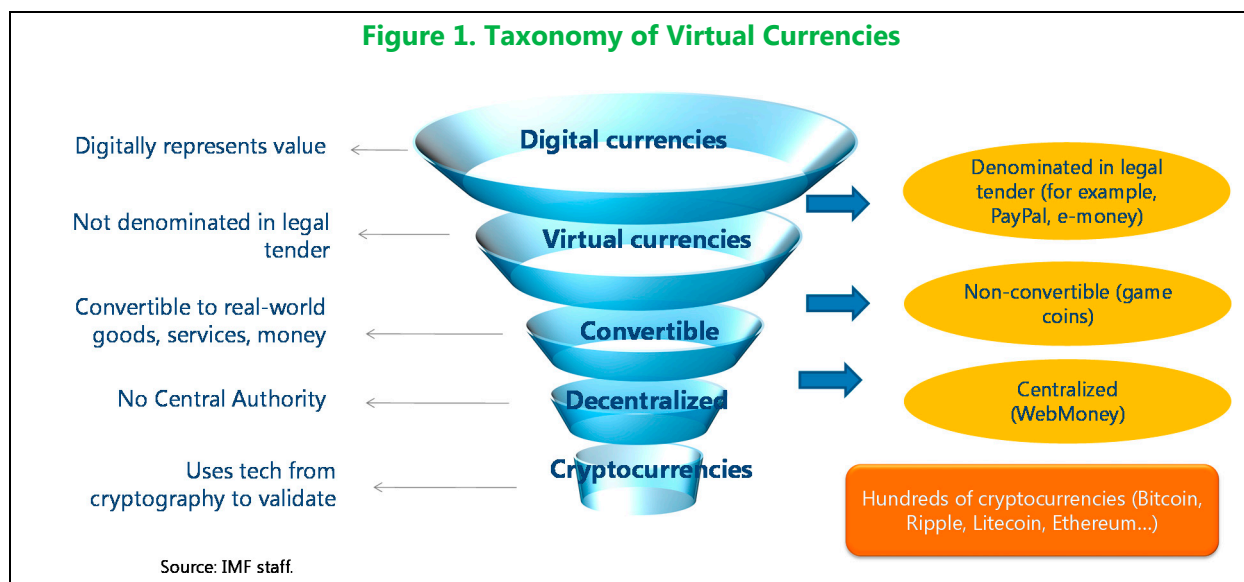 Figure 1. Taxonomy of Virtual Currencies
Digitally represents value
Digital currencies
Denominated in legal
tender (for example,
PayPal, e-money)
Not denominated in legal
tender
Virtual currencies
Non-convertible (game
coins)
Convertible to real-world
goods, services, money
Convertible
Centralized
(WebMoney)
No Central Authority
Decentralized
Uses tech from
cryptography to validate
Cryptocurrencies
Hundreds of cryptocurrencies (Bitcoin,
Ripple, Litecoin, Ethereum...)
Source: IMF staff.